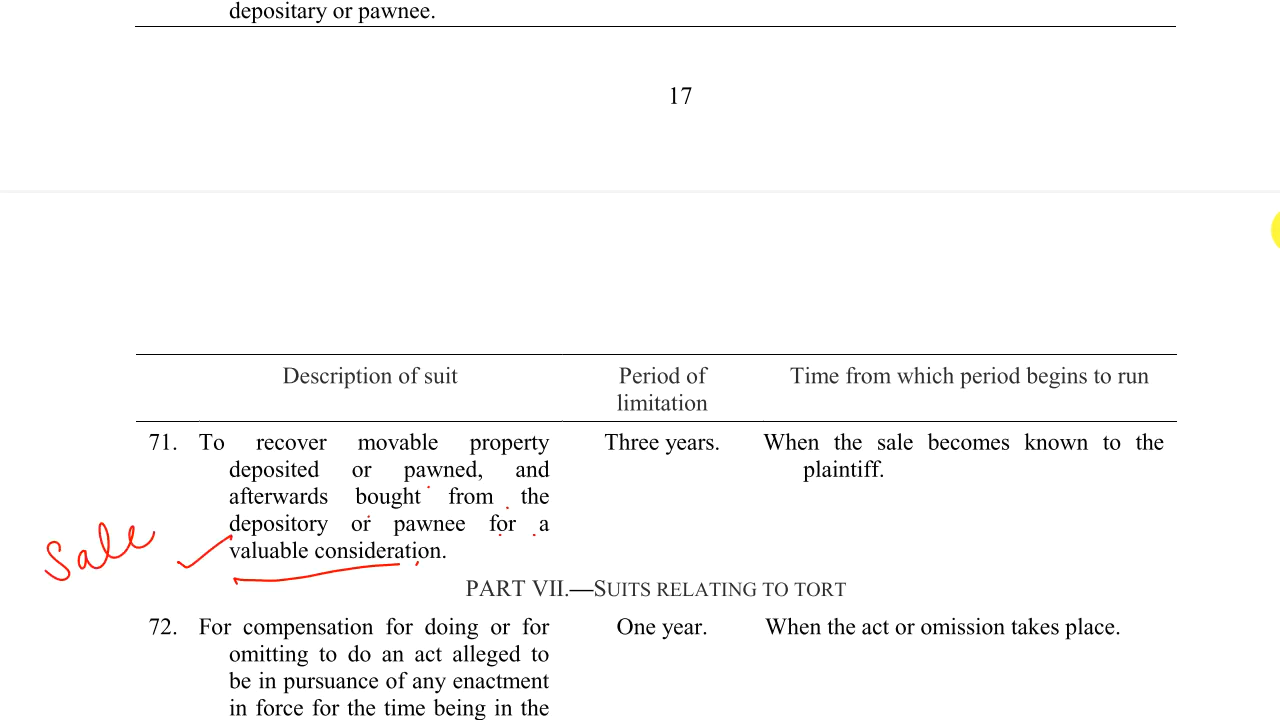 depositary or pawnee.
17
Description of suit Period of limitation Time from which period begins to run
71. To recover movable property deposited or pawned, and afterwards bought from the depository or pawnee for a valuable consideration. Three years. When the sale becomes known to the plaintiff.
Sale
PART VII.—SUITS RELATING TO TORT
72. For compensation for doing or for omitting to do an act alleged to be in pursuance of any enactment in force for the time being in the One year. When the act or omission takes place.